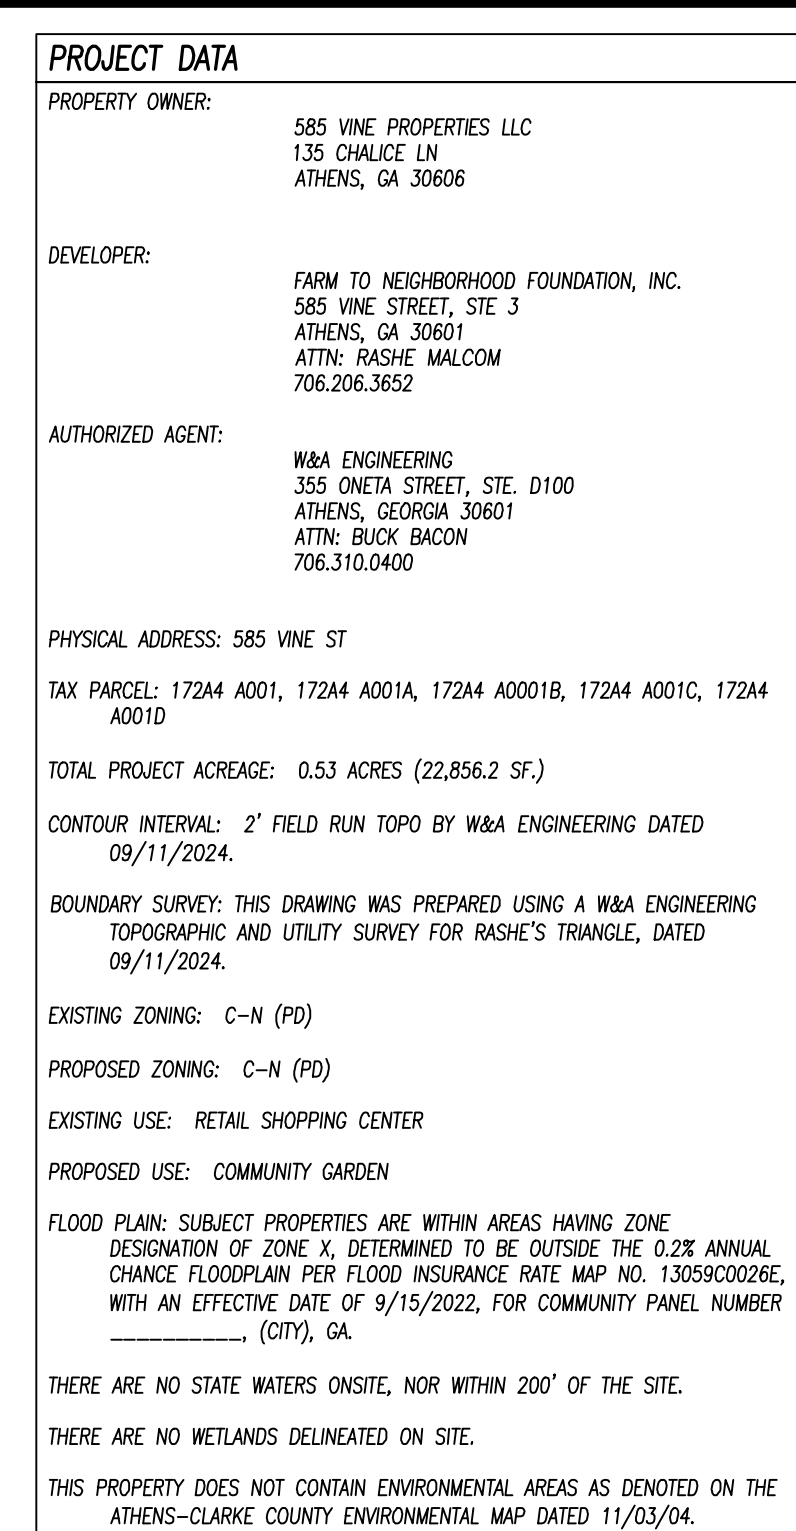 PROJECT DATA
PROPERTY OWNER:
585 VINE PROPERTIES LLC
135 CHALICE LN
ATHENS, GA 30606
DEVELOPER:
FARM TO NEIGHBORHOOD FOUNDATION, INC.
585 VINE STREET, STE 3
ATHENS, GA 30601
ATTN: RASHE MALCOM
706.206.3652
AUTHORIZED AGENT:
W&A ENGINEERING
355 ONETA STREET, STE. D100
ATHENS, GEORGIA 30601
ATTN: BUCK BACON
706.310.0400
PHYSICAL ADDRESS: 585 VINE ST
TAX PARCEL: 172A4 A001, 172A4 A001A, 172A4 A0001B, 172A4 A001C, 172A4
A001D
TOTAL PROJECT ACREAGE: 0.53 ACRES (22,856.2 SF.)
CONTOUR INTERVAL: 2' FIELD RUN TOPO BY W&A ENGINEERING DATED
09/11/2024.
BOUNDARY SURVEY: THIS DRAWING WAS PREPARED USING A W&A ENGINEERING
TOPOGRAPHIC AND UTILITY SURVEY FOR RASHE'S TRIANGLE, DATED
09/11/2024.
EXISTING ZONING: C-N (PD)
PROPOSED ZONING: C-N (PD)
EXISTING USE: RETAIL SHOPPING CENTER
PROPOSED USE: COMMUNITY GARDEN
FLOOD PLAIN: SUBJECT PROPERTIES ARE WITHIN AREAS HAVING ZONE
DESIGNATION OF ZONE X, DETERMINED TO BE OUTSIDE THE 0.2% ANNUAL
CHANCE FLOODPLAIN PER FLOOD INSURANCE RATE MAP NO. 13059C0026E,
WITH AN EFFECTIVE DATE OF 9/15/2022, FOR COMMUNITY PANEL NUMBER
__________, (CITY), GA.
THERE ARE NO STATE WATERS ONSITE, NOR WITHIN 200' OF THE SITE.
THERE ARE NO WETLANDS DELINEATED ON SITE.
THIS PROPERTY DOES NOT CONTAIN ENVIRONMENTAL AREAS AS DENOTED ON THE
ATHENS-CLARKE COUNTY ENVIRONMENTAL MAP DATED 11/03/04.